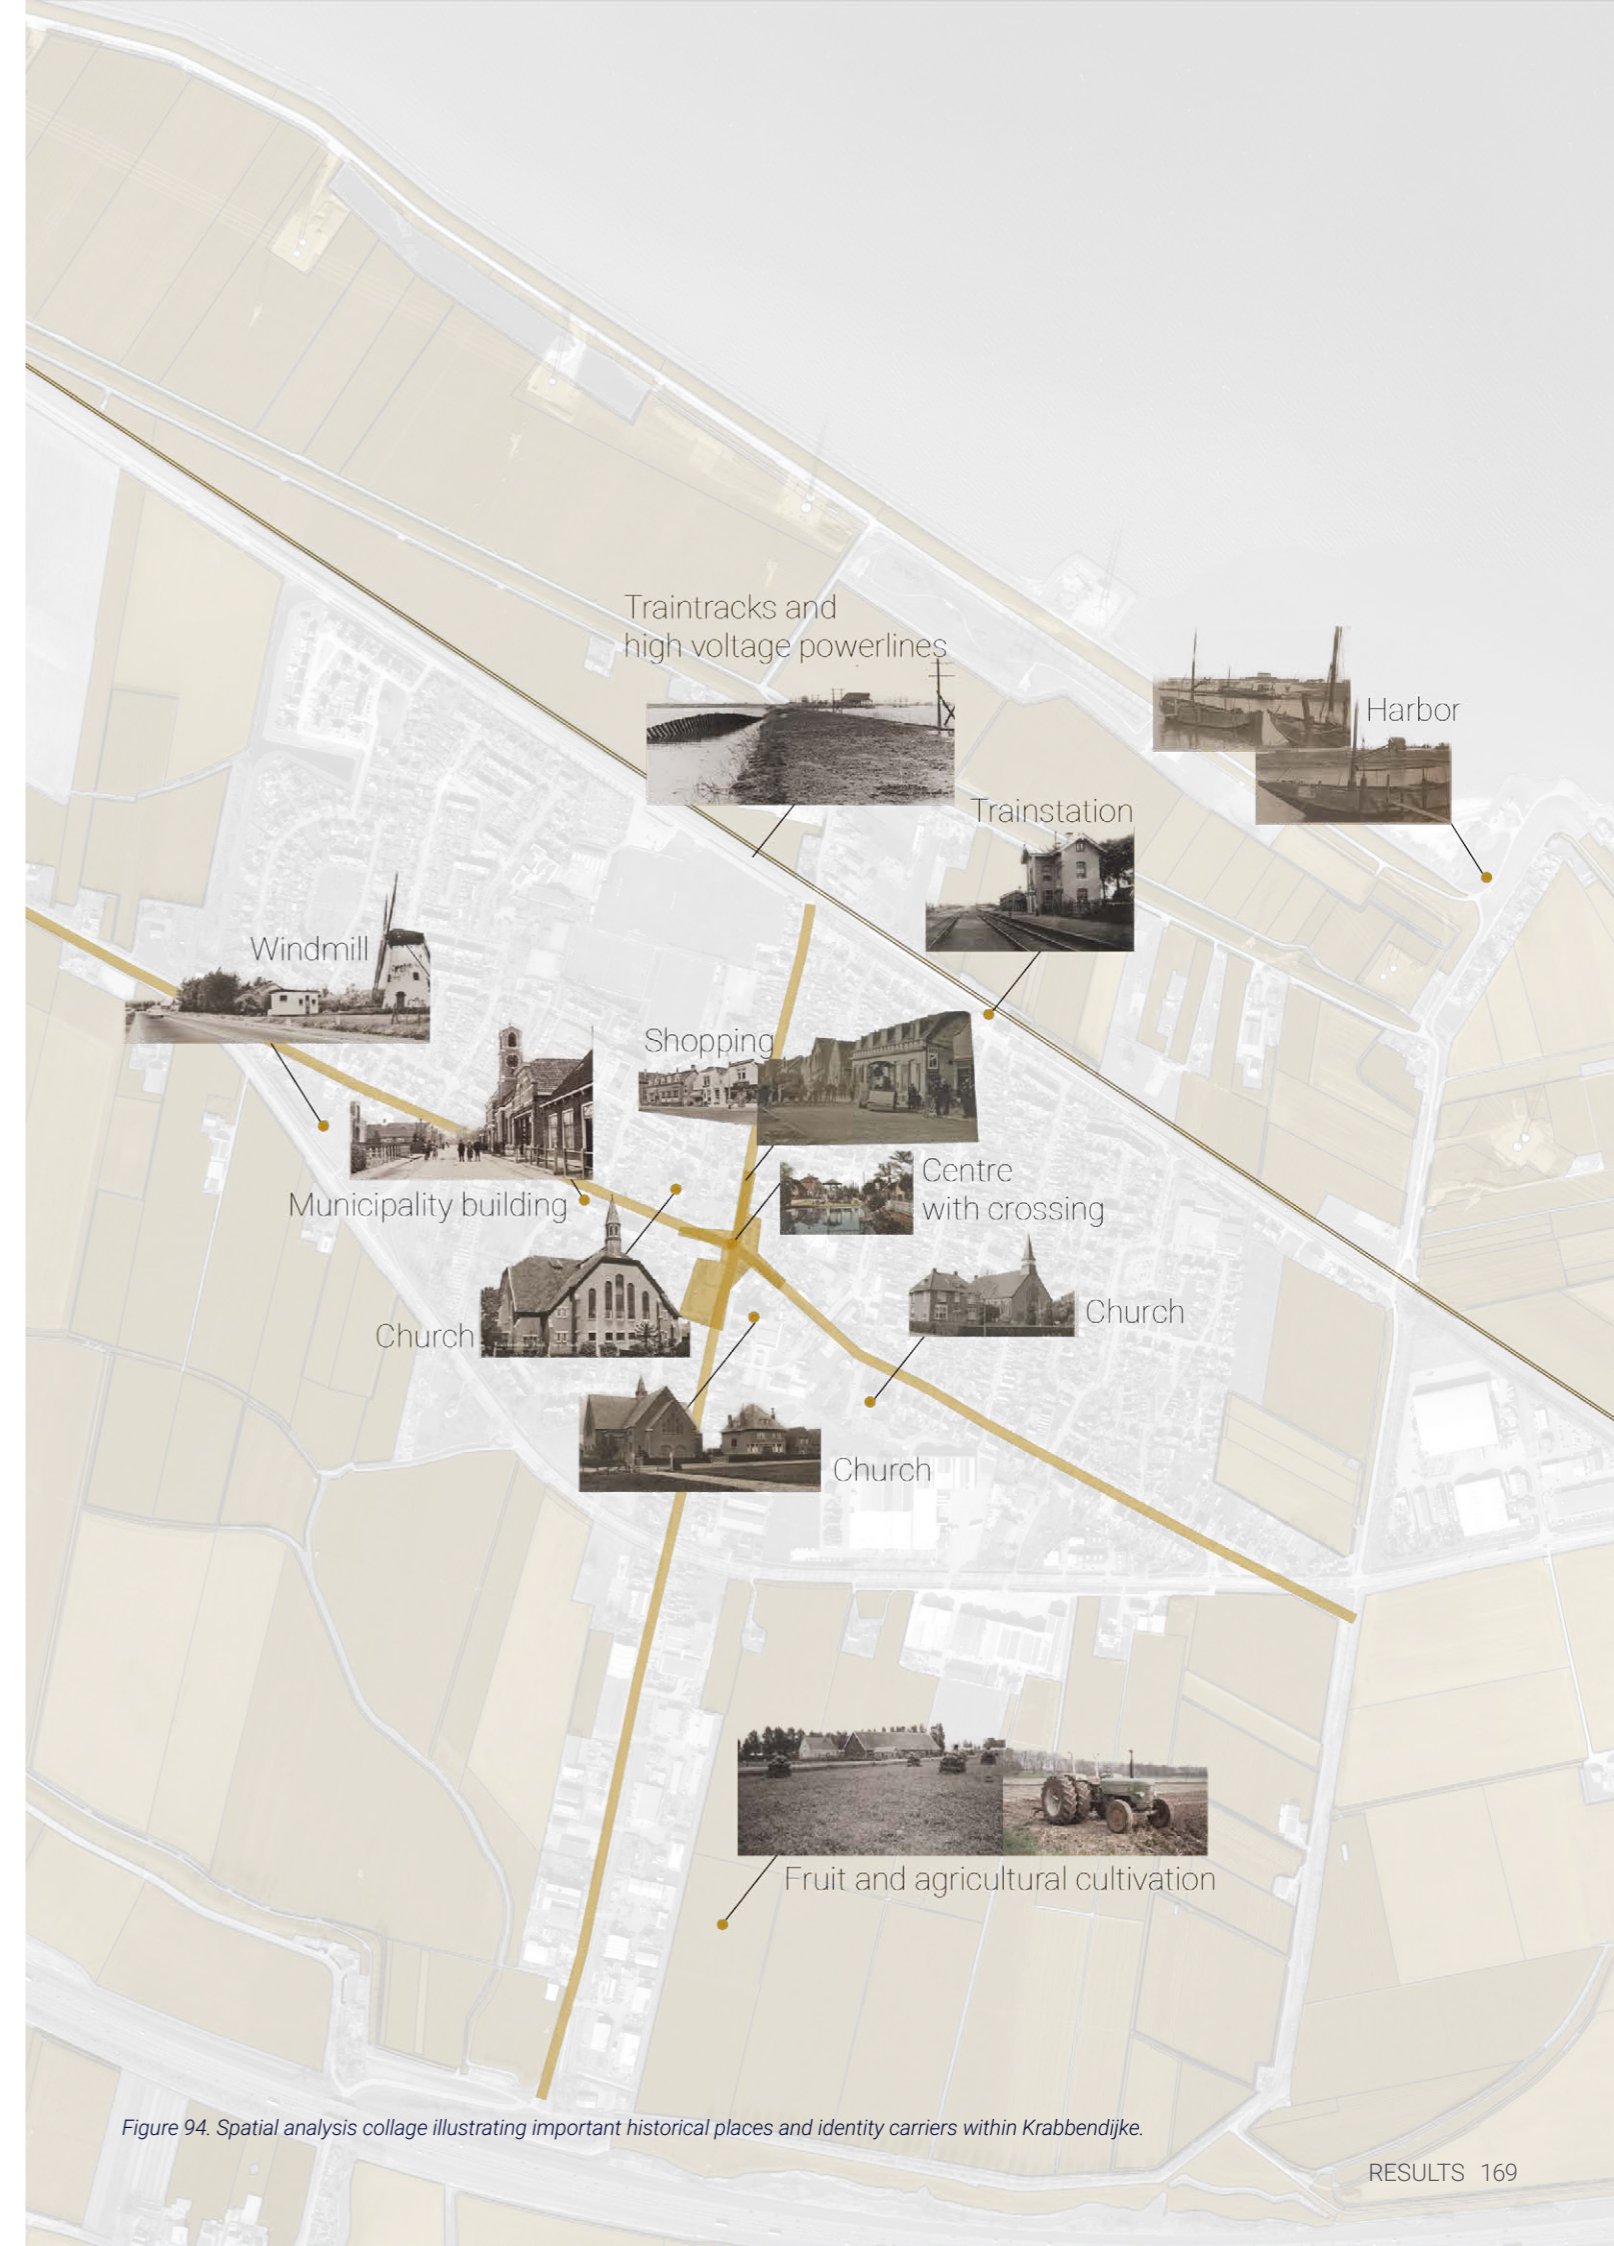 Traintracks and
high voltage powerlines
Harbor
Trainstation
Windmill
Shopping
Centre
with crossing
Municipality building
Church
Church
Church
Fruit and agricultural cultivation
Figure 94. Spatial analysis collage illustrating important historical places and identity carriers within Krabbendijke.
RESULTS 169